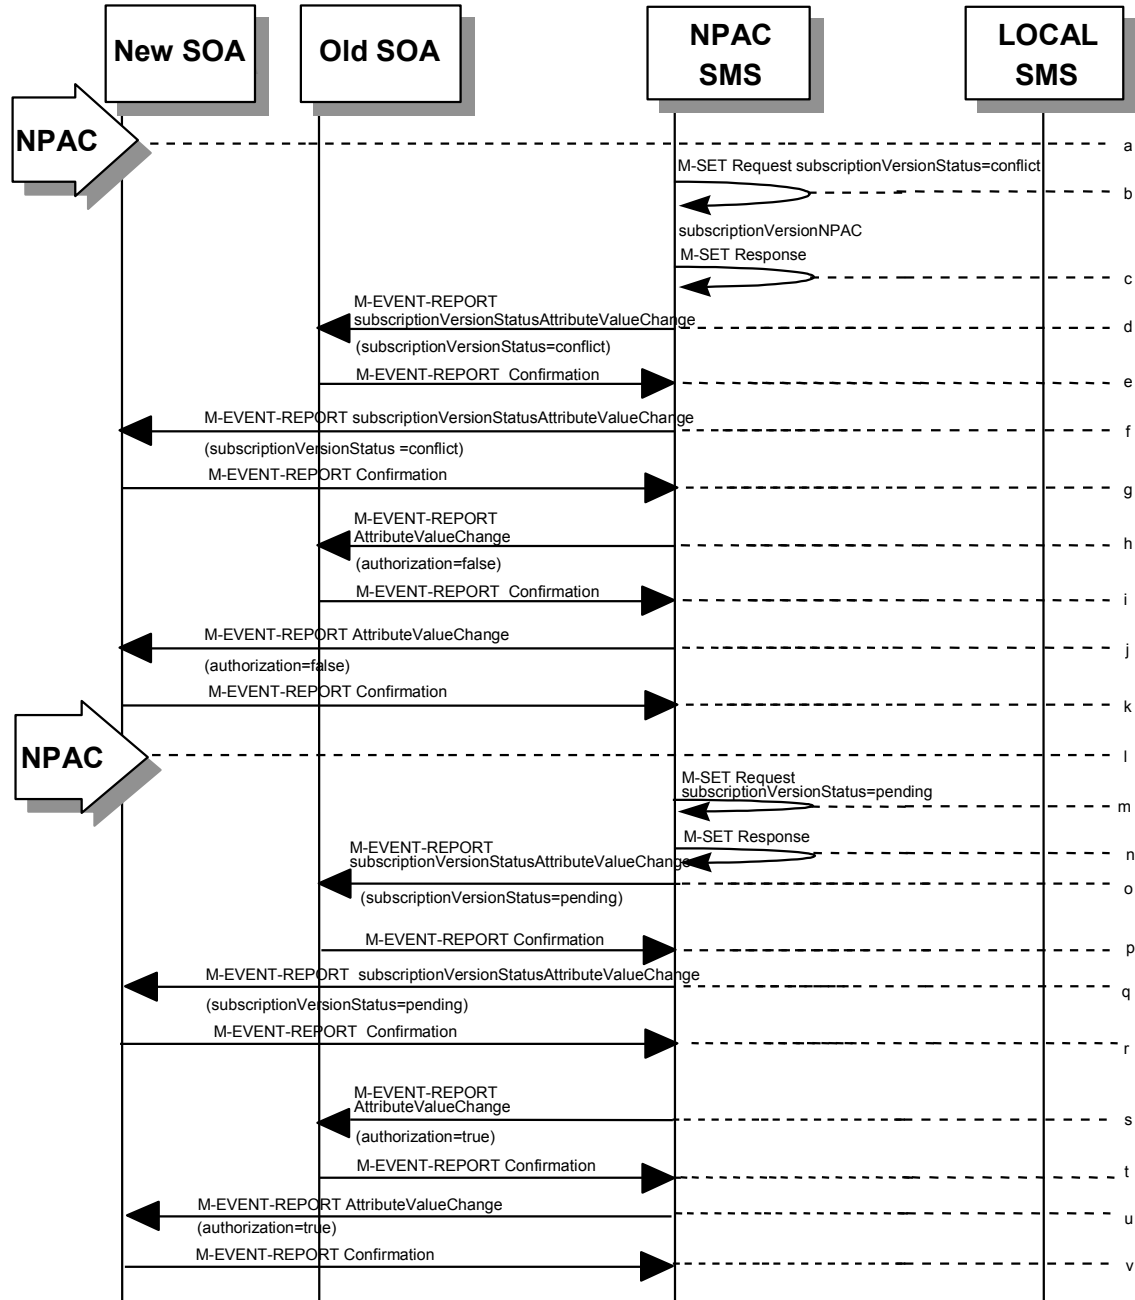 New SOA
Old SOA
NPAC
SMS
LOCAL
SMS
NPAC
a
M-SET Request subscriptionVersionStatus=conflict
b
subscriptionVersionNPAC
M-SET Response
c
M-EVENT-REPORT
subscriptionVersionStatusAttributeValueChange
d
(subscriptionVersionStatus=conflict)
M-EVENT-REPORT Confirmation
e
M-EVENT-REPORT subscriptionVersionStatusAttributeValueChange
f
(subscriptionVersionStatus =conflict)
M-EVENT-REPORT Confirmation
g
M-EVENT-REPORT
AttributeValueChange
h
(authorization=false)
M-EVENT-REPORT Confirmation
i
M-EVENT-REPORT AttributeValueChange
j
(authorization=false)
M-EVENT-REPORT Confirmation
k
NPAC
l
M-SET Request
subscriptionVersionStatus=pending
m
M-SET Response
n
M-EVENT-REPORT
subscriptionVersionStatusAttributeValueChange
o
(subscriptionVersionStatus=pending)
M-EVENT-REPORT Confirmation
p
M-EVENT-REPORT subscriptionVersionStatusAttributeValueChange
q
(subscriptionVersionStatus=pending)
M-EVENT-REPORT Confirmation
r
M-EVENT-REPORT
AttributeValueChange
s
(authorization=true)
M-EVENT-REPORT Confirmation
t
M-EVENT-REPORT AttributeValueChange
u
(authorization=true)
M-EVENT-REPORT Confirmation
v